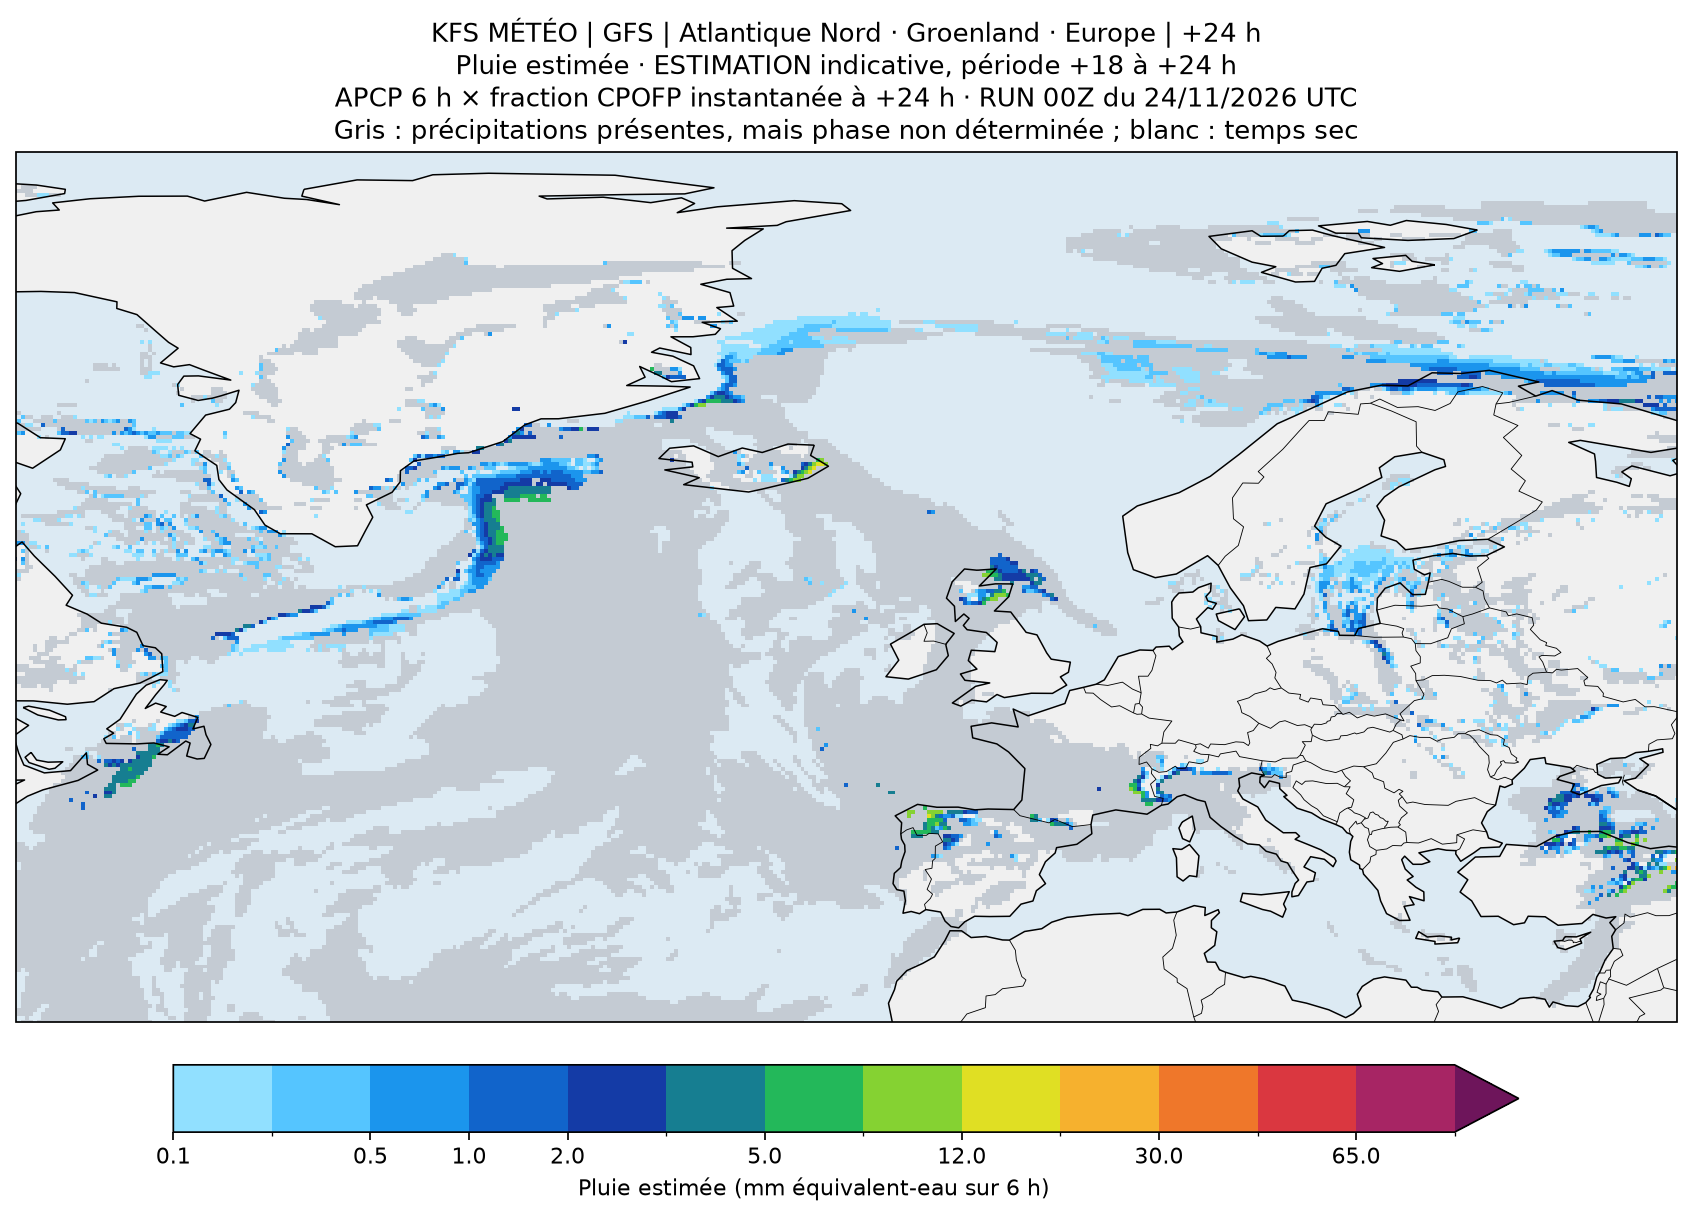 KFS MÉTÉO | GFS | Atlantique Nord · Groenland · Europe | +24 h
Pluie estimée · ESTIMATION indicative, période +18 à +24 h
APCP 6 h × fraction CPOFP instantanée à +24 h · RUN 00Z du 24/11/2026 UTC
Gris : précipitations présentes, mais phase non déterminée ; blanc : temps sec
0.1 0.5 1.0 2.0 5.0 12.0 30.0 65.0
Pluie estimée (mm équivalent-eau sur 6 h)